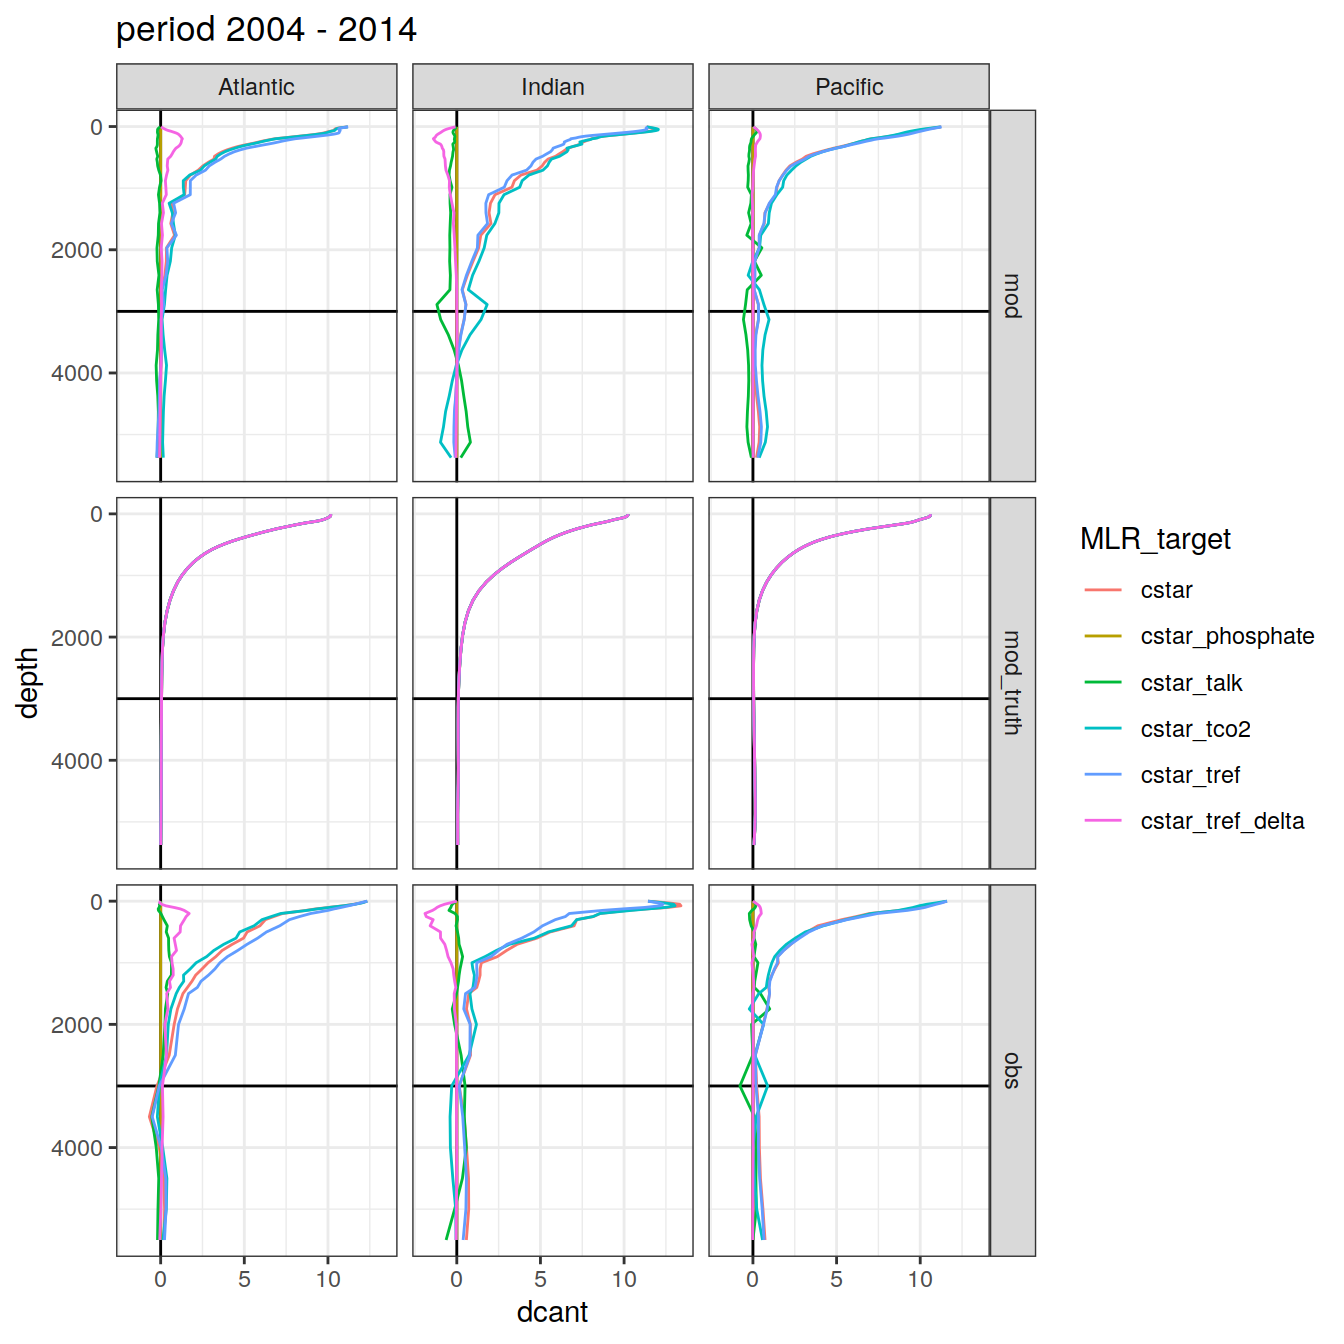 period 2004 - 2014
Atlantic
Indian
Pacific
0
2000
4000
mod
0
2000
4000
mod_truth
0
2000
4000
obs
depth
0
5
10
0
5
10
0
5
10
dcant
MLR_target
cstar
cstar_phosphate
cstar_talk
cstar_tco2
cstar_tref
cstar_tref_delta